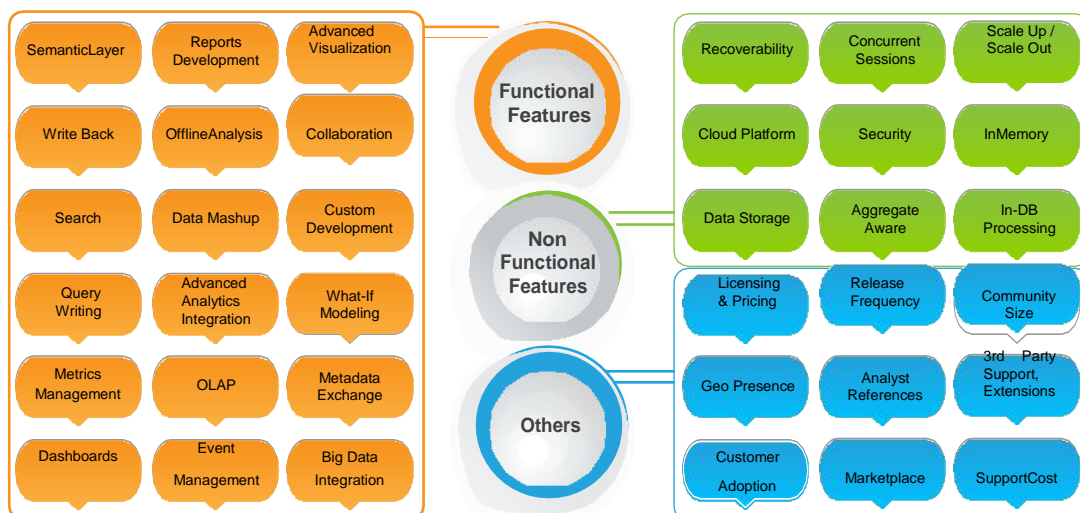 SemanticLayer
Reports
Development
Advanced
Visualization
Write Back
OfflineAnalysis
Collaboration
Search
Data Mashup
Custom
Development
Query
Writing
Advanced
Analytics
Integration
What-If
Modeling
Metrics
Management
OLAP
Metadata
Exchange
Dashboards
Event
Management
Big Data
Integration
Functional
Features
Non
Functional
Features
Others
Recoverability
Concurrent
Sessions
Scale Up /
Scale Out
Cloud Platform
Security
InMemory
Data Storage
Aggregate
Aware
In-DB
Processing
Licensing
& Pricing
Release
Frequency
Community
Size
Geo Presence
Analyst
References
3rd Party
Support,
Extensions
Customer
Adoption
Marketplace
SupportCost